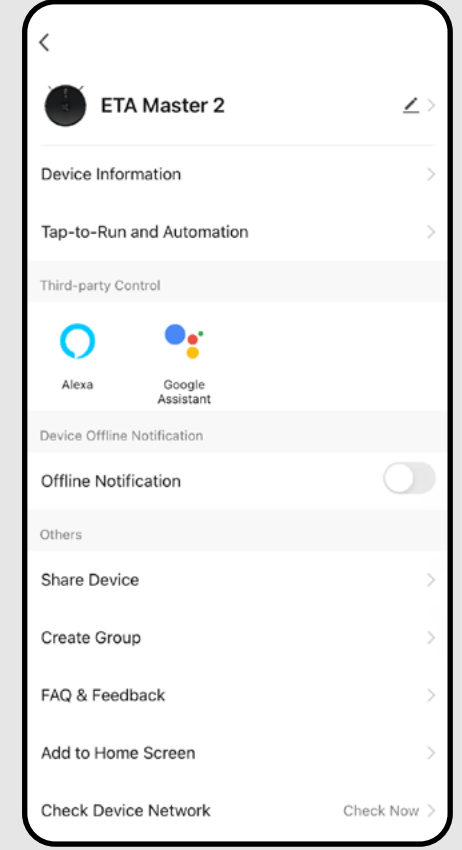 ETA Master 2
Device Information
Tap-to-Run and Automation
Third-party Control
Alexa
Google
Assistant
Device Offline Notification
Offline Notification
Others
Share Device
Create Group
FAQ & Feedback
Add to Home Screen
Check Device Network Check Now